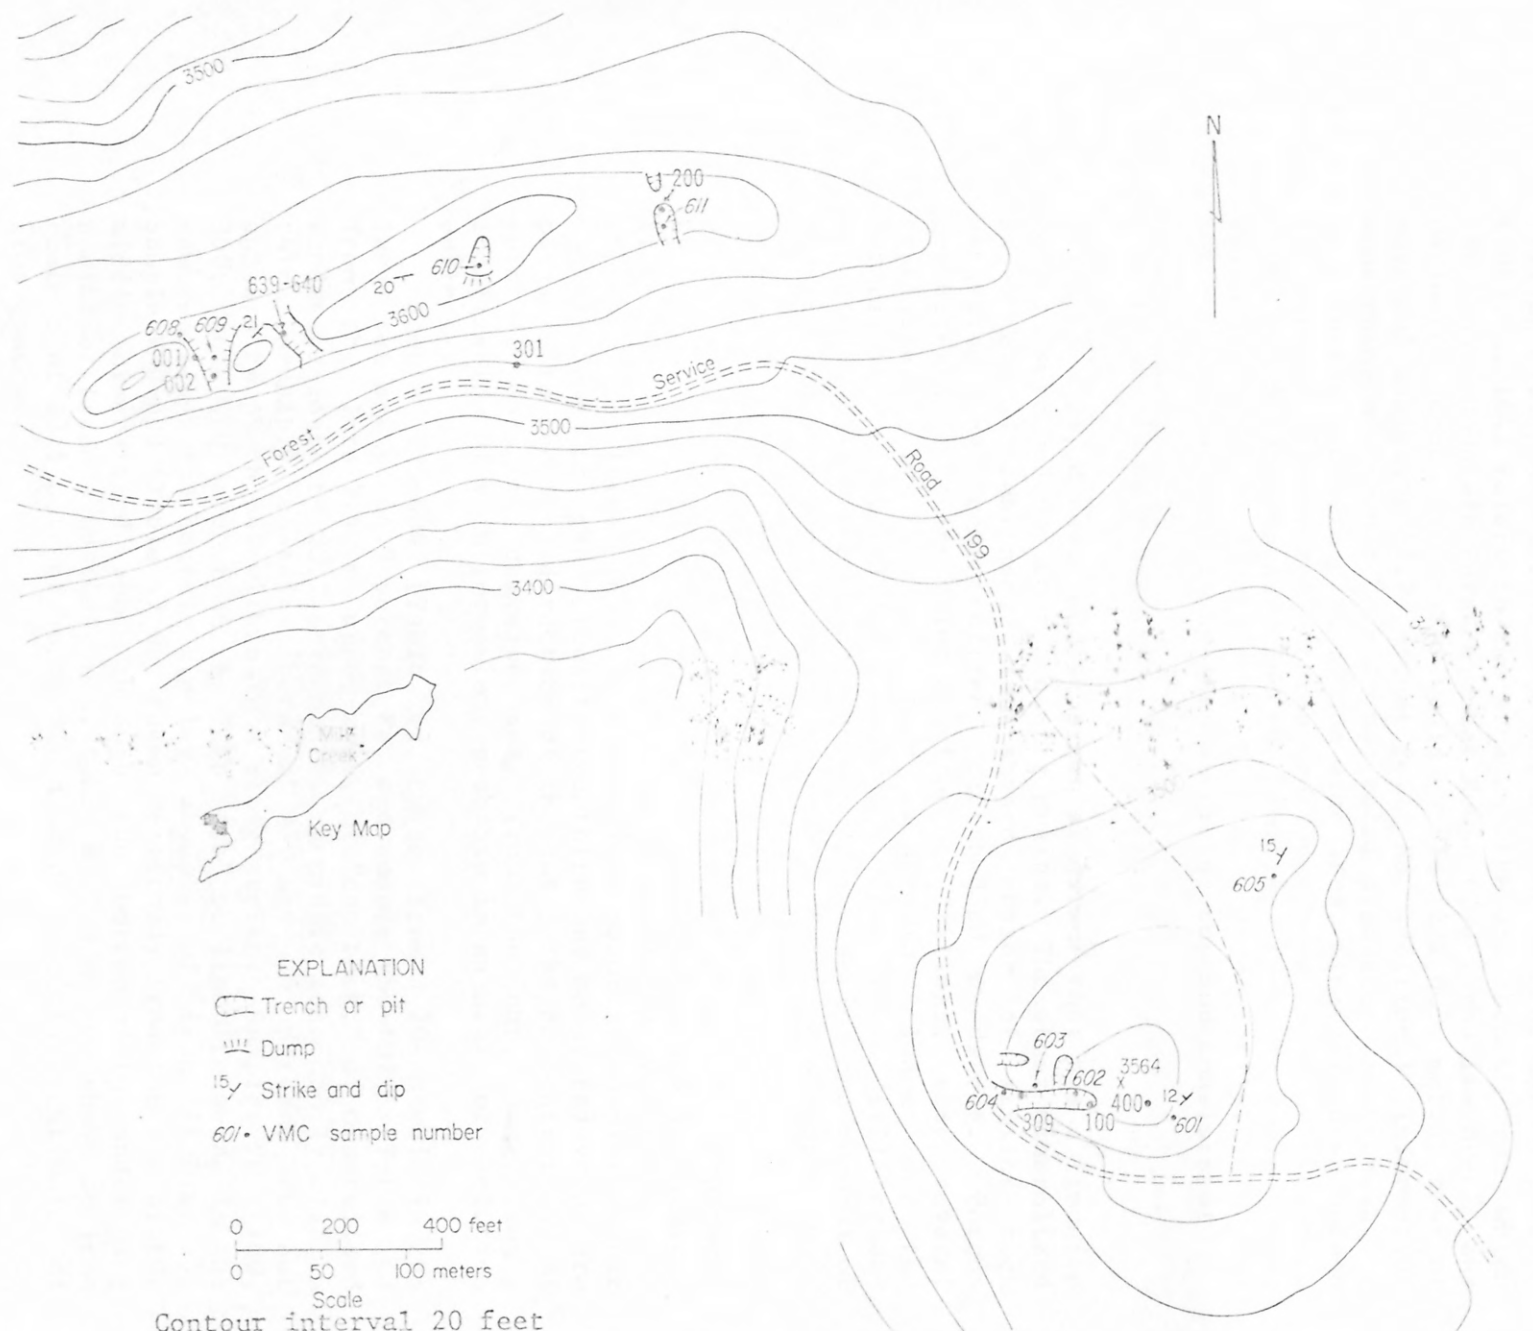 3500
N
200
611
610
20
639-640
3600
608
609
21
001
002
301
Forest Service Road 199
3500
3400
Creek
Key Map
15
605
EXPLANATION
Trench or pit
Dump
15 Strike and dip
601 VMC sample number
603
3564
602
604
400
12
309
100
601
0 200 400 feet
0 50 100 meters
Scale
Contour interval 20 feet